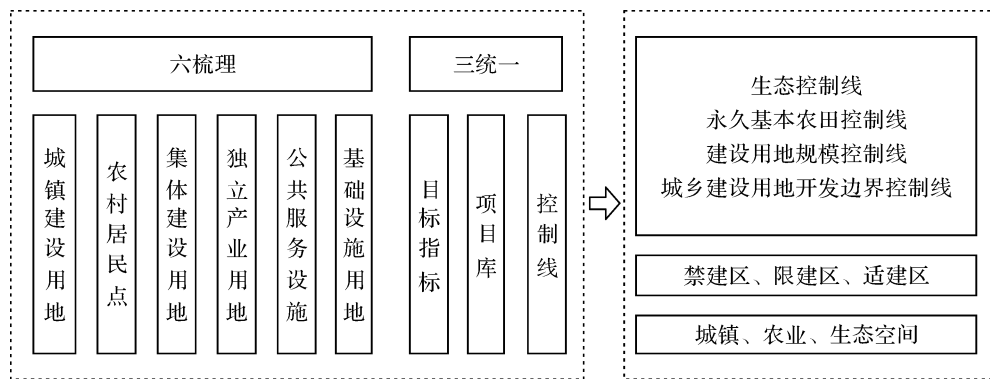 六梳理
三统一
城镇建设用地
农村居民点
集体建设用地
独立产业用地
公共服务设施
基础设施用地
目标指标
项目库
控制线
生态控制线
永久基本农田控制线
建设用地规模控制线
城乡建设用地开发边界控制线
禁建区、限建区、适建区
城镇、农业、生态空间